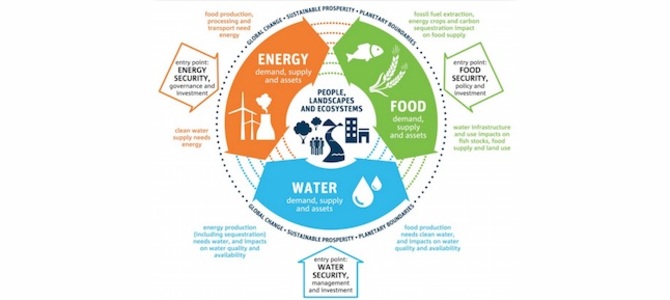 food production,
processing and
transport need
energy
GLOBAL CHANGE • SUSTAINABLE PROSPERITY • PLANETARY BOUNDARIES
fossil fuel extraction,
energy crops and carbon
sequestration impact
on food supply
entry point:
ENERGY
SECURITY,
governance and
investment
ENERGY
demand, supply
and assets
PEOPLE,
LANDSCAPES
AND ECOSYSTEMS
FOOD
demand,
supply
and assets
entry point:
FOOD
SECURITY,
policy and
investment
clean water
supply needs
energy
water infrastructure
and use impacts on
fish stocks, food
supply and land use
WATER
demand, supply
and assets
GLOBAL CHANGE • SUSTAINABLE PROSPERITY • PLANETARY BOUNDARIES
energy production
(including sequestration)
needs water, and impacts
on water quality and
availability
food production
needs clean water,
and impacts on water
quality and availability
entry point:
WATER
SECURITY,
management
and investment